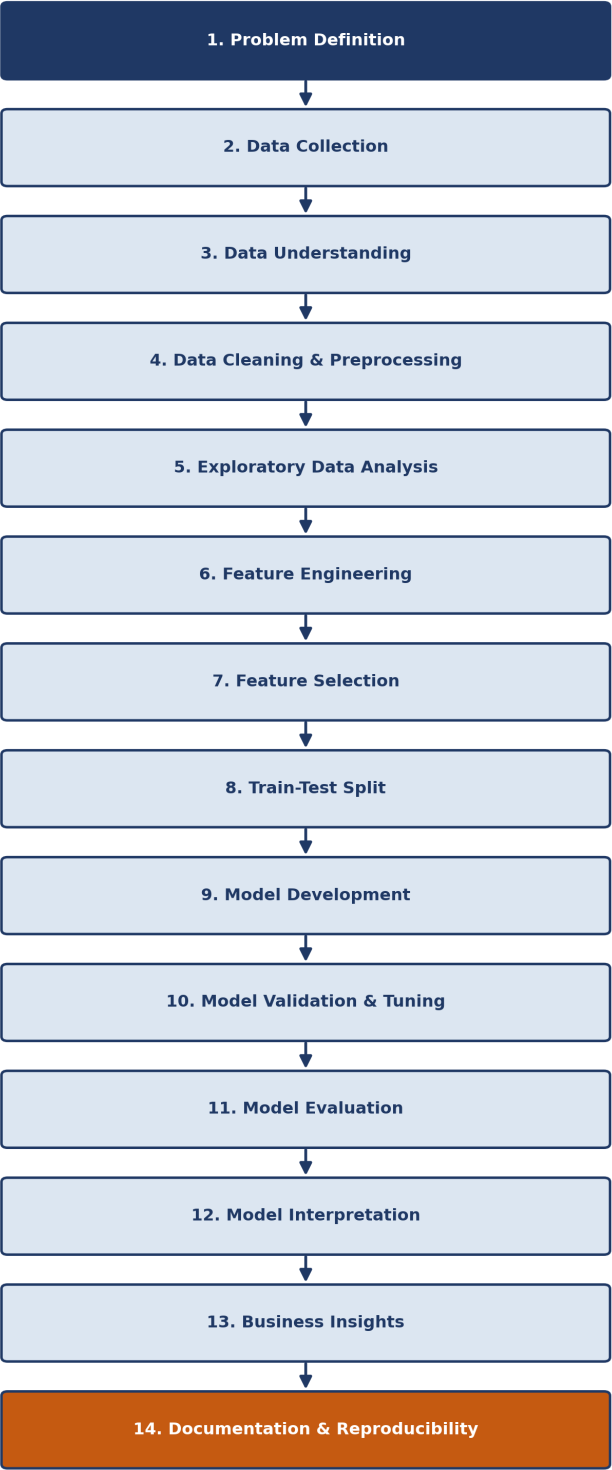 1. Problem Definition
2. Data Collection
3. Data Understanding
4. Data Cleaning & Preprocessing
5. Exploratory Data Analysis
6. Feature Engineering
7. Feature Selection
8. Train-Test Split
9. Model Development
10. Model Validation & Tuning
11. Model Evaluation
12. Model Interpretation
13. Business Insights
14. Documentation & Reproducibility